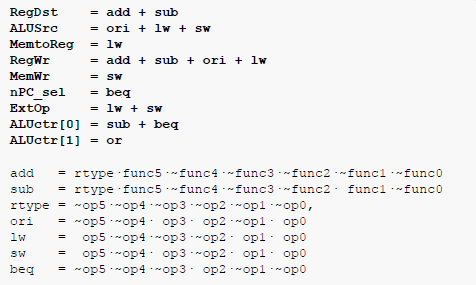 RegDst = add + sub
ALUSrc = ori + lw + sw
MemtoReg = lw
RegWr = add + sub + ori + lw
MemWr = sw
nPC_sel = beq
ExtOp = lw + sw
ALUctr[0] = sub + beq
ALUctr[1] = or
add = rtype·func5·~func4·~func3·~func2·~func1·~func0
sub = rtype·func5·~func4·~func3·~func2· func1·~func0
rtype = ~op5·~op4·~op3·~op2·~op1·~op0,
ori = ~op5·~op4· op3· op2·~op1· op0
lw = op5·~op4·~op3·~op2· op1· op0
sw = op5·~op4· op3·~op2· op1· op0
beq = ~op5·~op4·~op3· op2·~op1·~op0